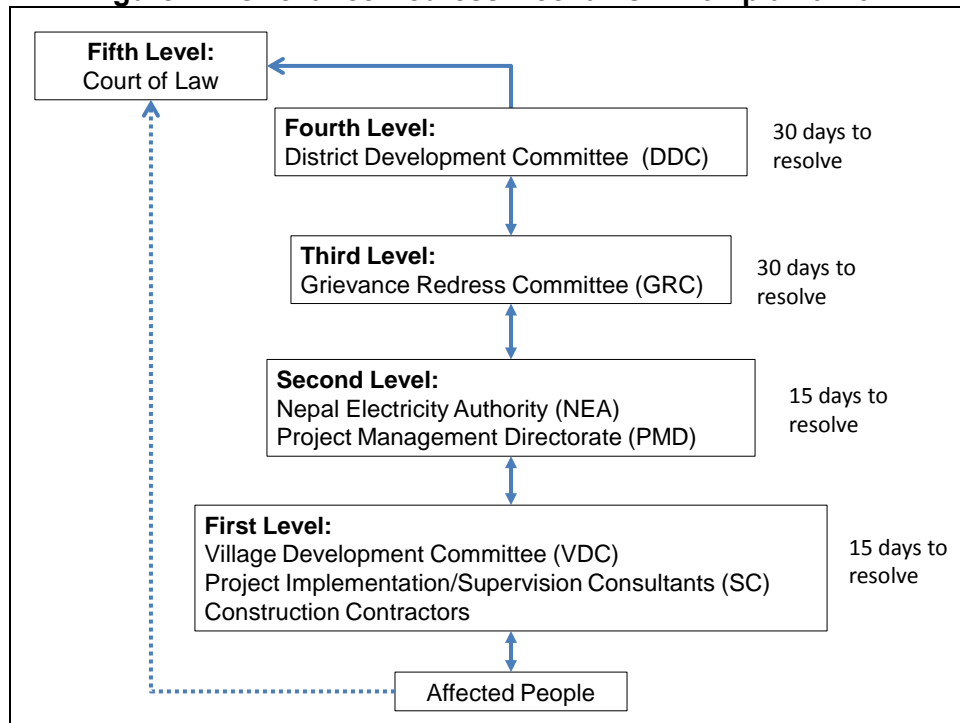 Fifth Level:
Court of Law
Fourth Level:
District Development Committee (DDC)
30 days to
resolve
Third Level:
Grievance Redress Committee (GRC)
30 days to
resolve
Second Level:
Nepal Electricity Authority (NEA)
Project Management Directorate (PMD)
15 days to
resolve
First Level:
Village Development Committee (VDC)
Project Implementation/Supervision Consultants (SC)
Construction Contractors
15 days to
resolve
Affected People